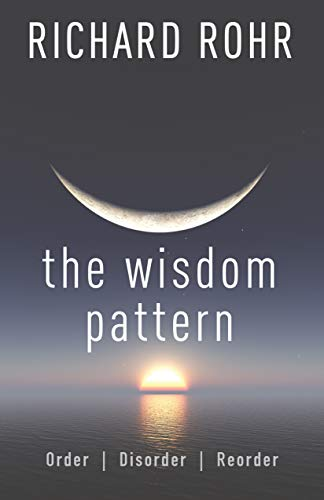 RICHARD ROHR
the wisdom
pattern
Order | Disorder | Reorder